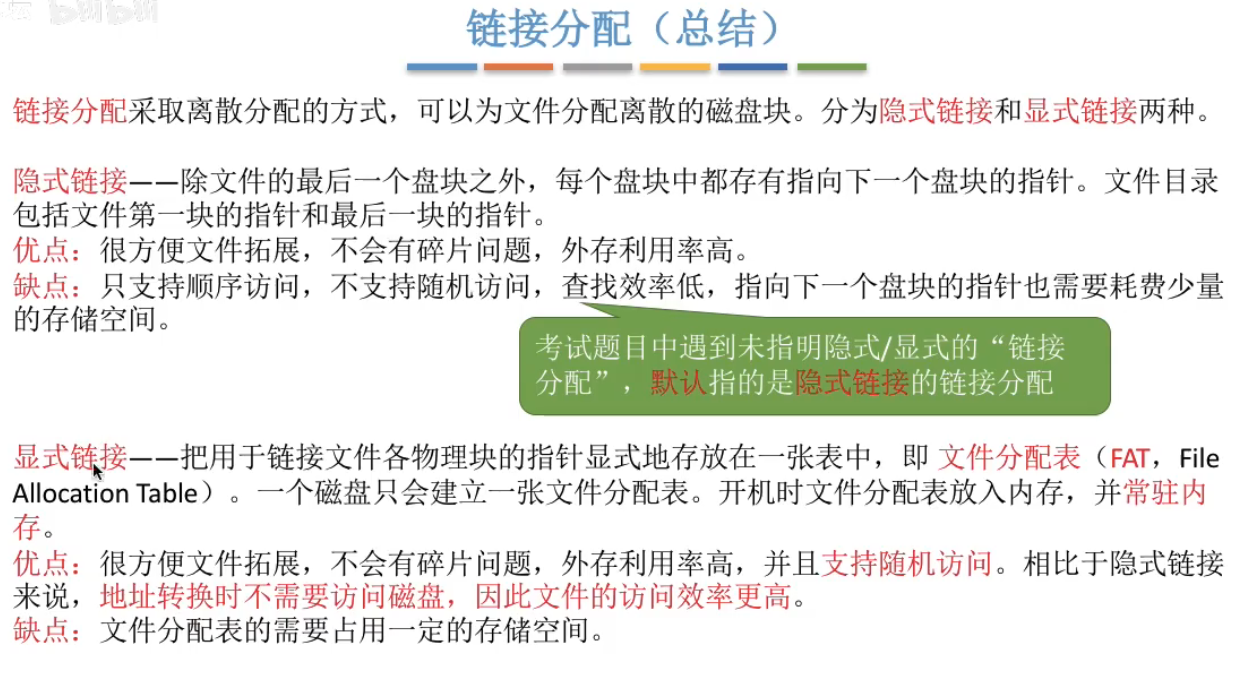 链接分配（总结）
链接分配采取离散分配的方式，可以为文件分配离散的磁盘块。分为隐式链接和显式链接两种。
隐式链接——除文件的最后一个盘块之外，每个盘块中都存有指向下一个盘块的指针。文件目录
包括文件第一块的指针和最后一块的指针。
优点：很方便文件拓展，不会有碎片问题，外存利用率高。
缺点：只支持顺序访问，不支持随机访问，查找效率低，指向下一个盘块的指针也需要耗费少量
的存储空间。
考试题目中遇到未指明隐式/显式的“链接
分配”，默认指的是隐式链接的链接分配
显式链接——把用于链接文件各物理块的指针显式地存放在一张表中，即 文件分配表（FAT，File
Allocation Table）。一个磁盘只会建立一张文件分配表。开机时文件分配表放入内存，并常驻内
存。
优点：很方便文件拓展，不会有碎片问题，外存利用率高，并且支持随机访问。相比于隐式链接
来说，地址转换时不需要访问磁盘，因此文件的访问效率更高。
缺点：文件分配表的需要占用一定的存储空间。